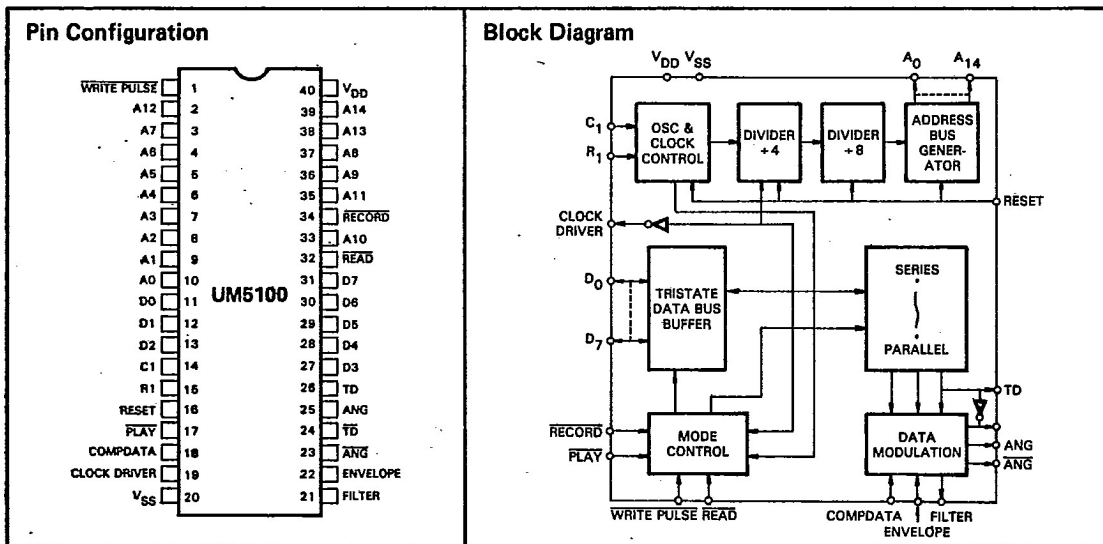 Pin Configuration
WRITE PULSE 1 40 VDD
A12 2 39 A14
A7 3 38 A13
A6 4 37 A8
A5 5 36 A9
A4 6 35 A11
A3 7 34 RECORD
A2 8 33 A10
A1 9 32 READ
A0 10 31 D7
UM5100
D0 11 30 D6
D1 12 29 D5
D2 13 28 D4
C1 14 27 D3
R1 15 26 TD
RESET 16 25 ANG
PLAY 17 24 TD
COMPDATA 18 23 ANG
CLOCK DRIVER 19 22 ENVELOPE
VSS 20 21 FILTER
Block Diagram
VDD VSS A0 A14
C1
R1
OSC &
CLOCK
CONTROL
DIVIDER
÷4
DIVIDER
÷8
ADDRESS
BUS
GENER-
ATOR
RESET
CLOCK
DRIVER
D0
D7
TRISTATE
DATA BUS
BUFFER
SERIES
PARALLEL
TD
RECORD
PLAY
MODE
CONTROL
DATA
MODULATION
ANG
ANG
WRITE PULSE READ
COMPDATA FILTER
ENVELOPE